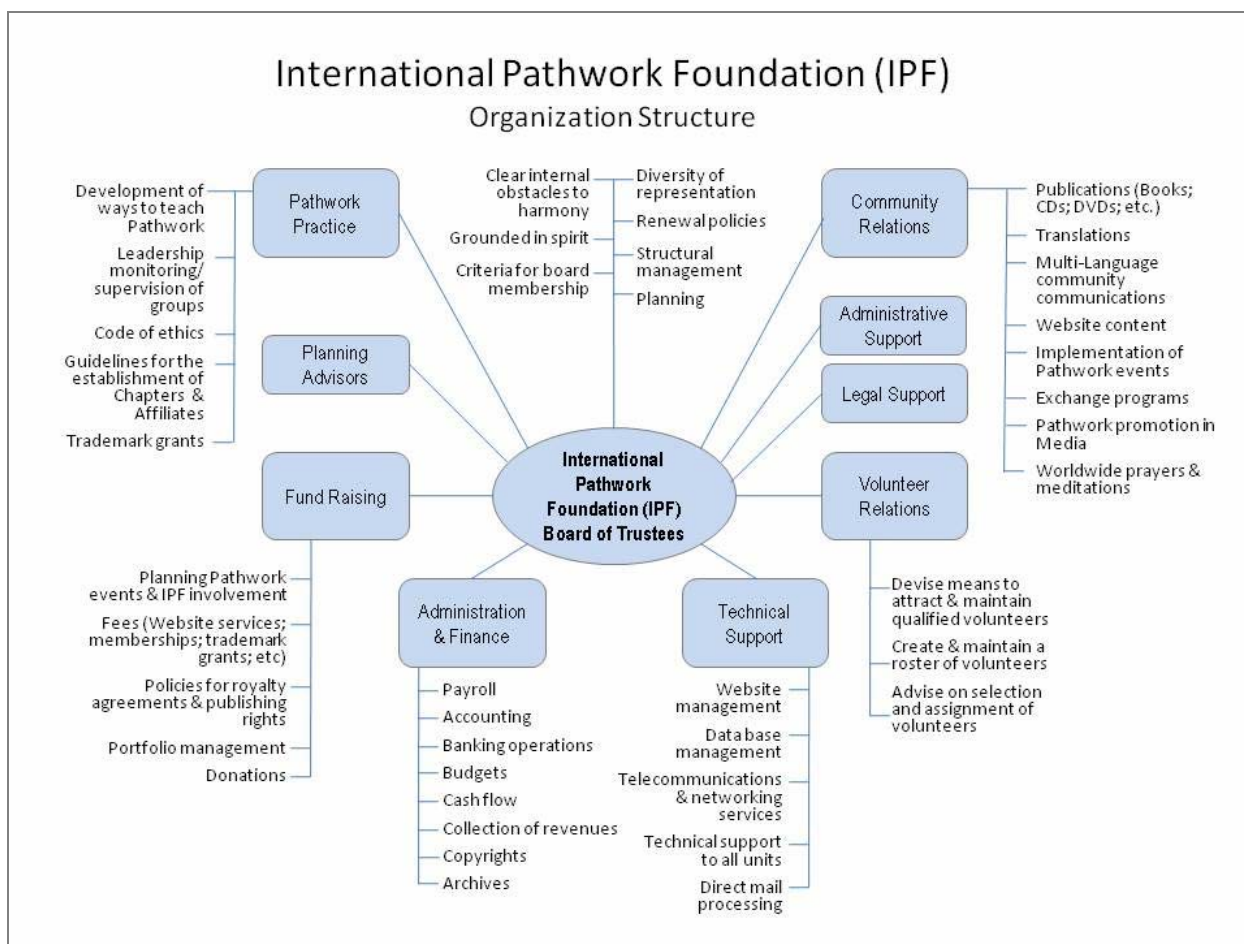 International Pathwork Foundation (IPF)
Organization Structure
Pathwork
Practice
Development of
ways to teach
Pathwork
Leadership
monitoring/
supervision of
groups
Code of ethics
Guidelines for the
establishment of
Chapters & 
Affiliates
Trademark grants
Clear internal
obstacles to
harmony
Grounded in spirit
Criteria for board
membership
Diversity of
representation
Renewal policies
Structural
management
Planning
Community
Relations
Publications (Books;
CDs; DVDs; etc.)
Translations
Multi-Language
community
communications
Website content
Implementation of
Pathwork events
Exchange programs
Pathwork promotion in
Media
Worldwide prayers &
meditations
Planning
Advisors
Administrative
Support
Legal Support
International
Pathwork
Foundation (IPF)
Board of Trustees
Fund Raising
Planning Pathwork
events & IPF involvement
Fees (Website services;
memberships; trademark
grants; etc)
Policies for royalty
agreements & publishing
rights
Portfolio management
Donations
Volunteer
Relations
Devise means to
attract & maintain
qualified volunteers
Create & maintain a
roster of volunteers
Advise on selection
and assignment of
volunteers
Administration
& Finance
Payroll
Accounting
Banking operations
Budgets
Cash flow
Collection of revenues
Copyrights
Archives
Technical
Support
Website
management
Data base
management
Telecommunications
& networking
services
Technical support
to all units
Direct mail
processing